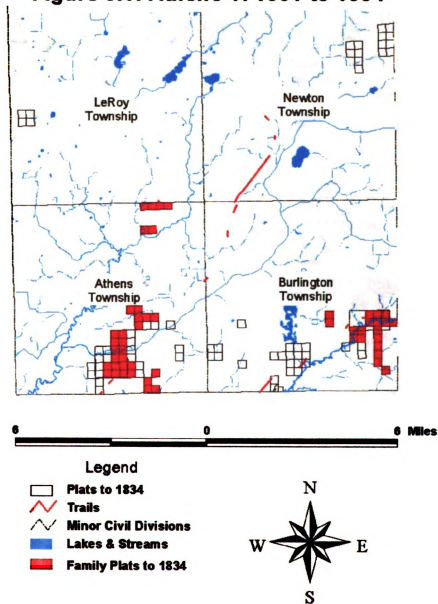 LeRoy
Township
Newton
Township
Athens
Township
Burlington
Township
6
0
6 Miles
Legend
Plats to 1834
Trails
Minor Civil Divisions
Lakes & Streams
Family Plats to 1834
N
W
E
S